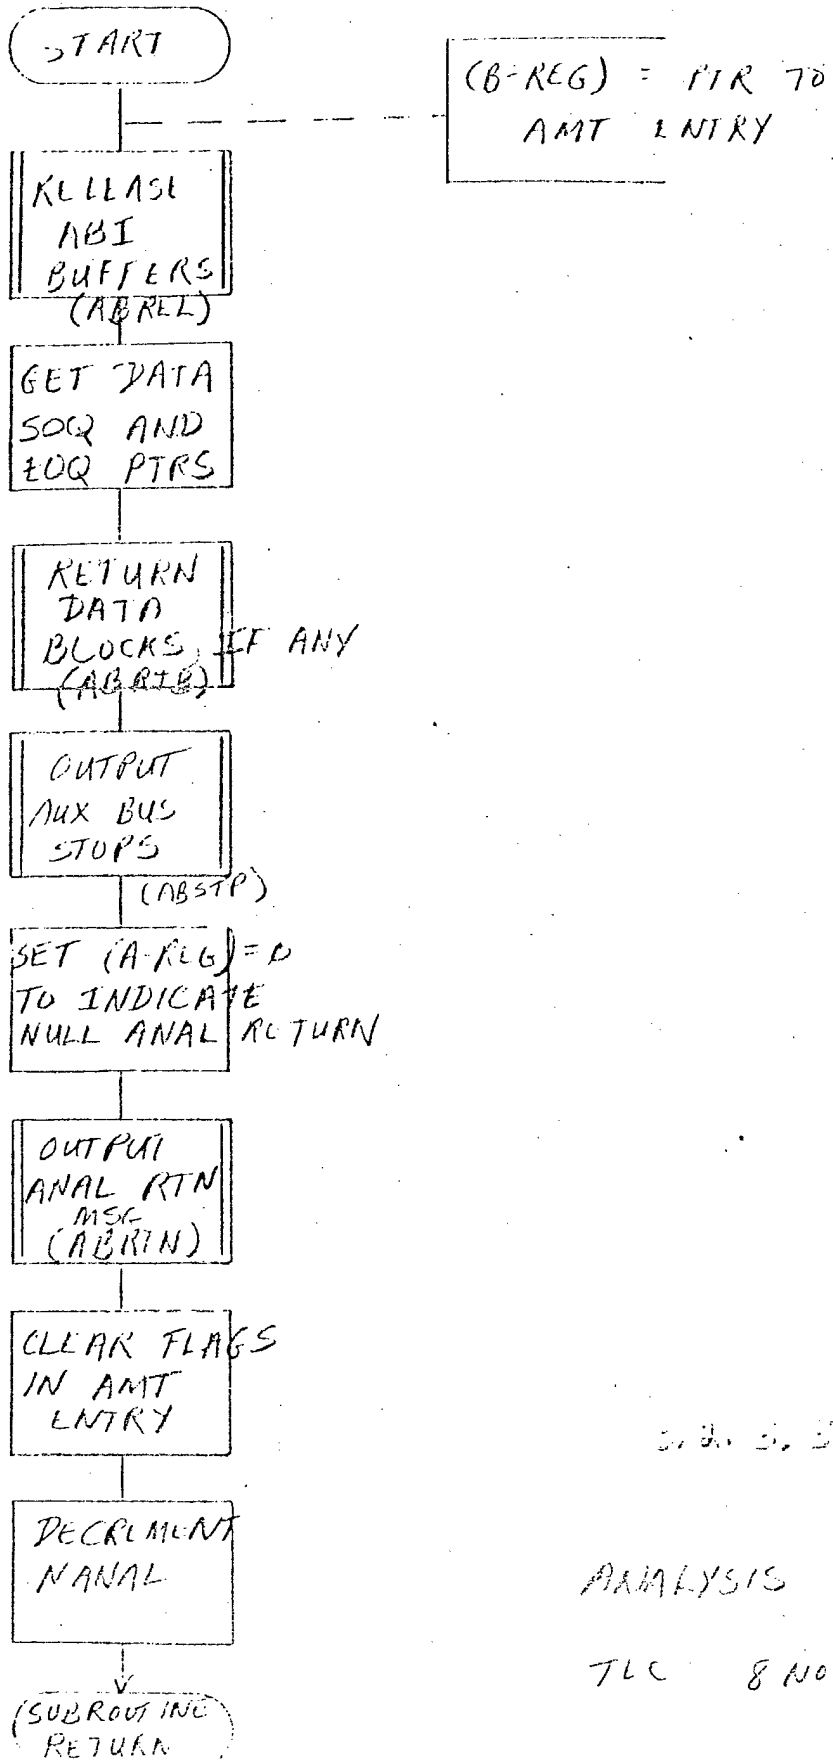 START
(B-REG) = PTR TO
AMT ENTRY
RELEASE
ABI
BUFFERS
(ABREL)
GET DATA
SOQ AND
EOQ PTRS
RETURN
DATA
BLOCKS, IF ANY
(ABRIB)
OUTPUT
AUX BUS
STOPS
(ABSTP)
SET (A-REG)=0
TO INDICATE
NULL ANAL RETURN
OUTPUT
ANAL RTN
MSG
(ABRTN)
CLEAR FLAGS
IN AMT
ENTRY
DECREMENT
NANAL
ANALYSIS
TLC 8 NO
(SUBROUTINE
RETURN